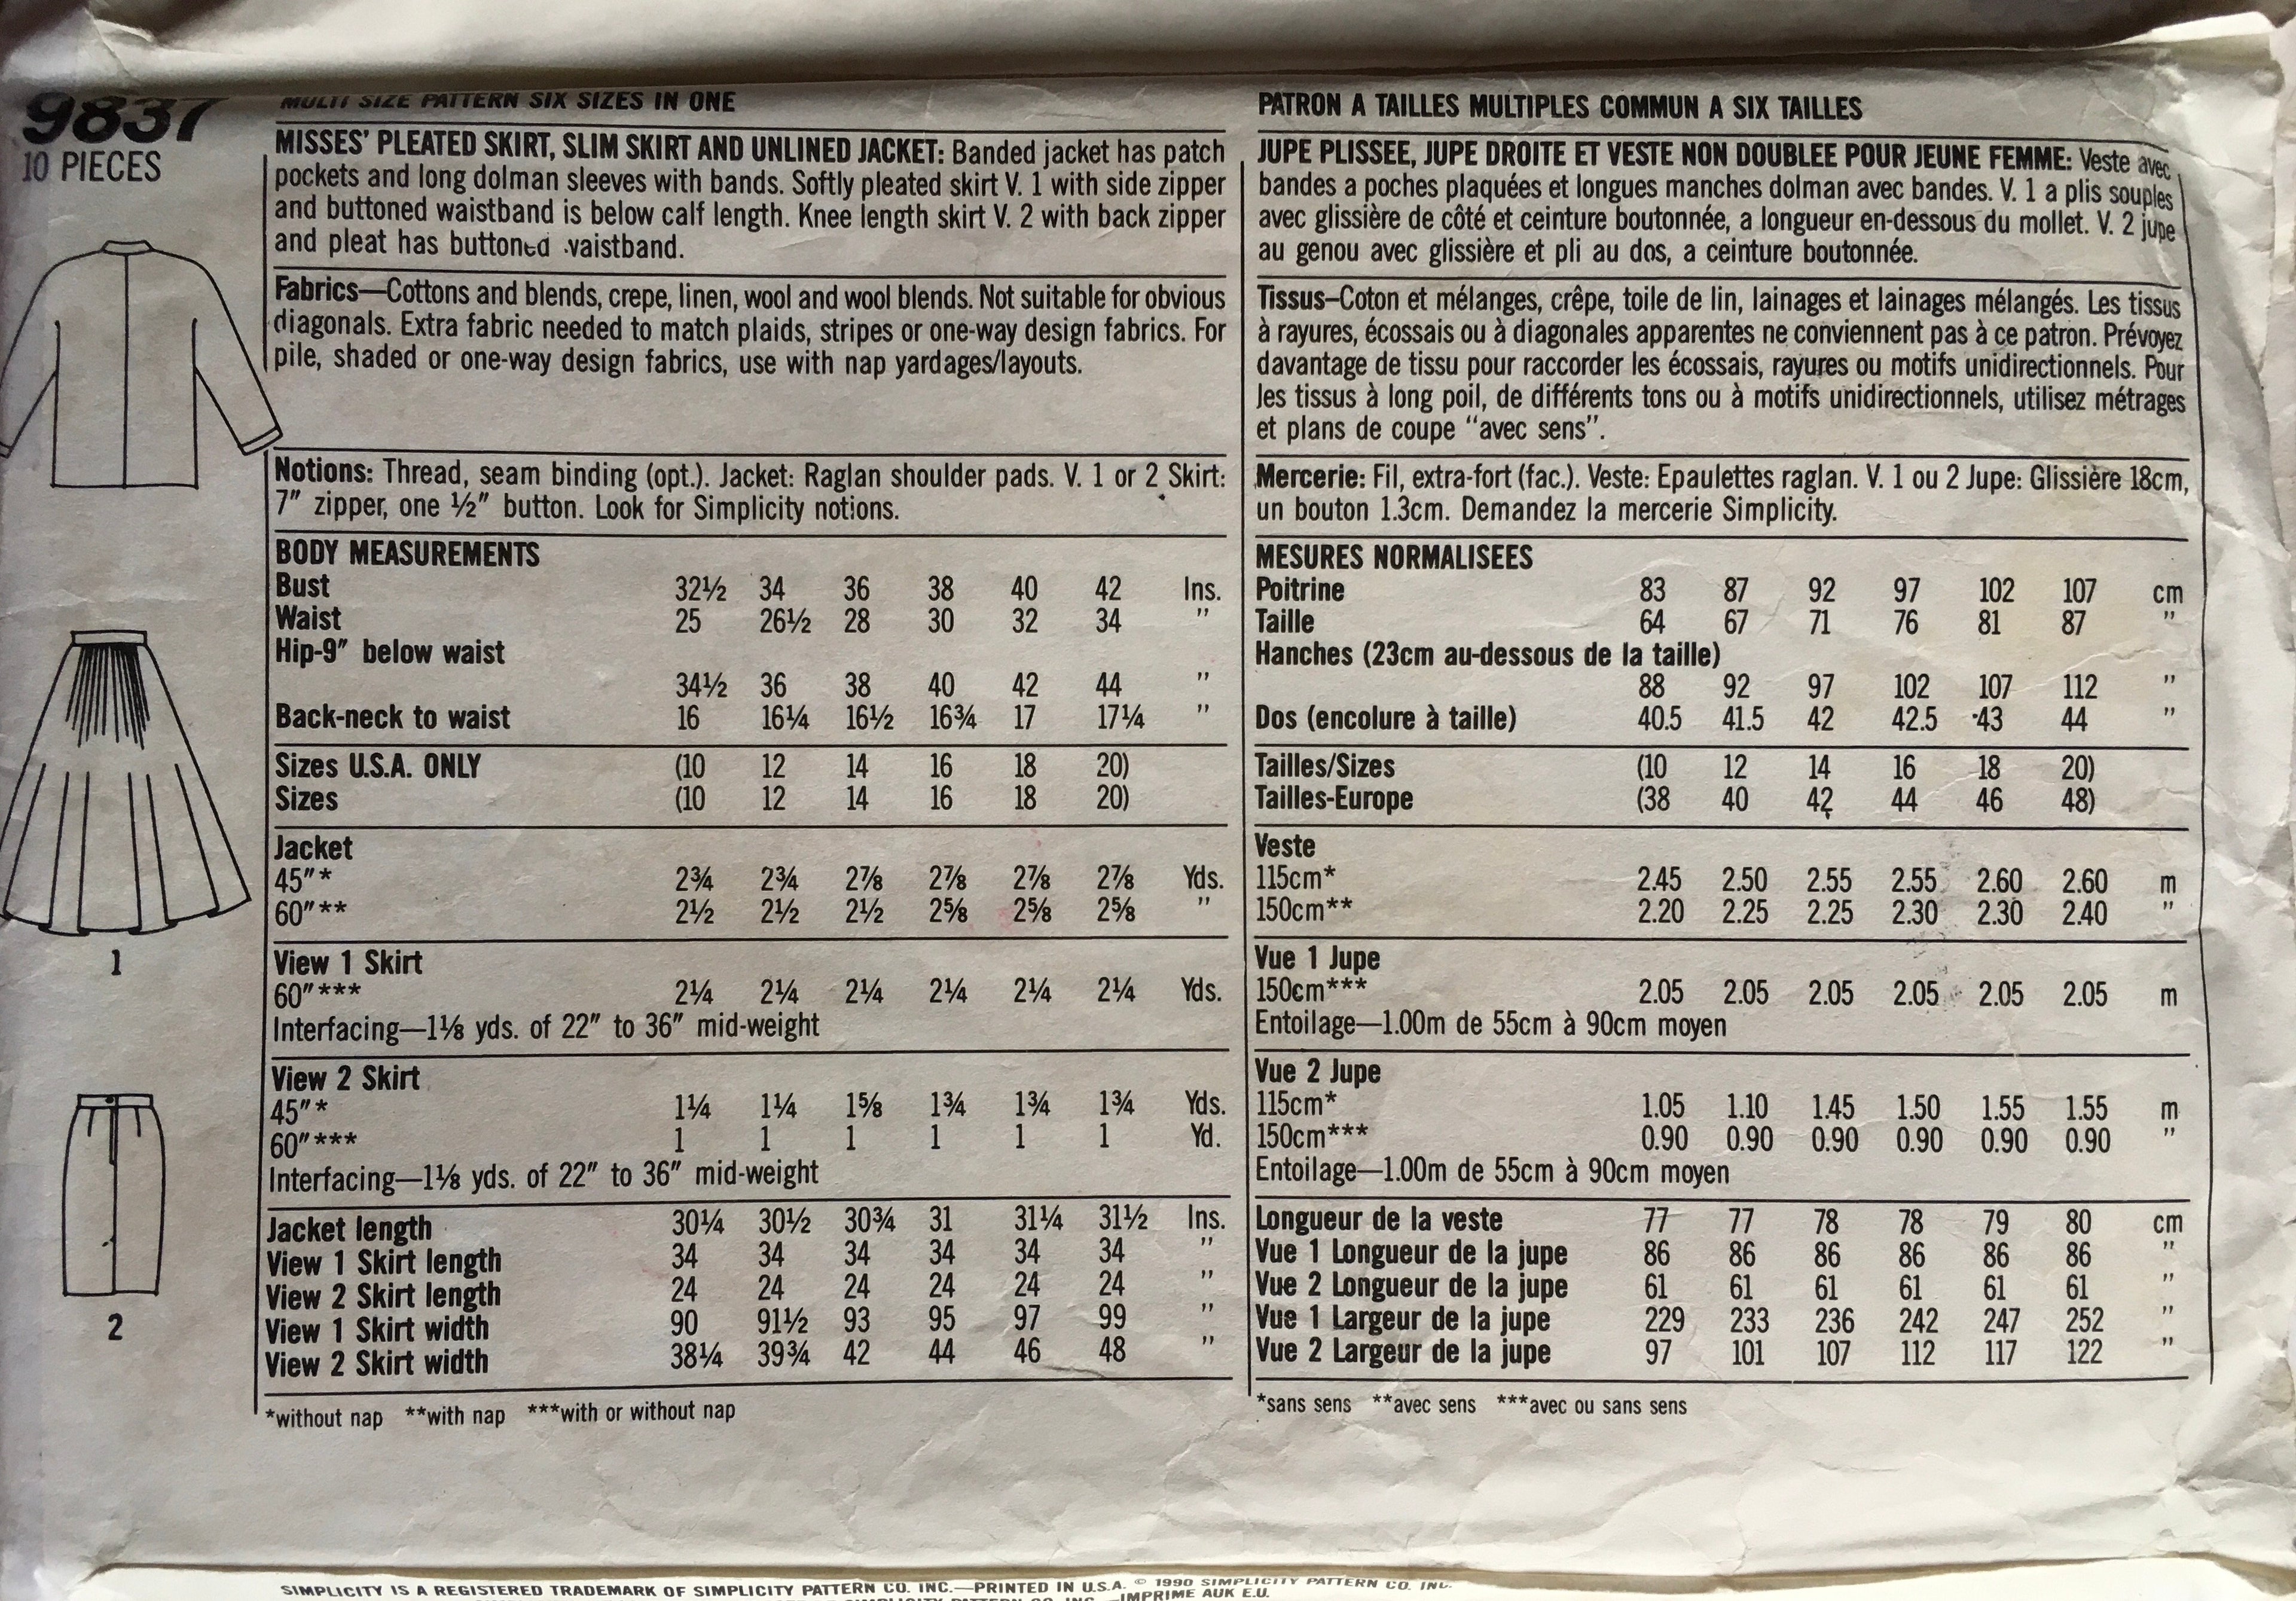 9837
10 PIECES
1
2
MULTI SIZE PATTERN SIX SIZES IN ONE
MISSES' PLEATED SKIRT, SLIM SKIRT AND UNLINED JACKET: Banded jacket has patch
pockets and long dolman sleeves with bands. Softly pleated skirt V. 1 with side zipper
and buttoned waistband is below calf length. Knee length skirt V. 2 with back zipper
and pleat has buttoned waistband.
Fabrics—Cottons and blends, crepe, linen, wool and wool blends. Not suitable for obvious
diagonals. Extra fabric needed to match plaids, stripes or one-way design fabrics. For
pile, shaded or one-way design fabrics, use with nap yardages/layouts.
Notions: Thread, seam binding (opt.). Jacket: Raglan shoulder pads. V. 1 or 2 Skirt:
7" zipper, one ½" button. Look for Simplicity notions.
BODY MEASUREMENTS
Bust 32½ 34 36 38 40 42 Ins.
Waist 25 26½ 28 30 32 34 "
Hip-9" below waist
34½ 36 38 40 42 44 "
Back-neck to waist 16 16¼ 16½ 16¾ 17 17¼ "
Sizes U.S.A. ONLY (10 12 14 16 18 20)
Sizes (10 12 14 16 18 20)
Jacket
45"* 2¾ 2¾ 2⅞ 2⅞ 2⅞ 2⅞ Yds.
60"** 2½ 2½ 2½ 2⅝ 2⅝ 2⅝ "
View 1 Skirt
60"*** 2¼ 2¼ 2¼ 2¼ 2¼ 2¼ Yds.
Interfacing—1⅛ yds. of 22" to 36" mid-weight
View 2 Skirt
45"* 1¼ 1¼ 1⅝ 1¾ 1¾ 1¾ Yds.
60"*** 1 1 1 1 1 1 Yd.
Interfacing—1⅛ yds. of 22" to 36" mid-weight
Jacket length 30¼ 30½ 30¾ 31 31¼ 31½ Ins.
View 1 Skirt length 34 34 34 34 34 34 "
View 2 Skirt length 24 24 24 24 24 24 "
View 1 Skirt width 90 91½ 93 95 97 99 "
View 2 Skirt width 38¼ 39¾ 42 44 46 48 "
*without nap **with nap ***with or without nap
PATRON A TAILLES MULTIPLES COMMUN A SIX TAILLES
JUPE PLISSEE, JUPE DROITE ET VESTE NON DOUBLEE POUR JEUNE FEMME: Veste avec
bandes a poches plaquées et longues manches dolman avec bandes. V. 1 a plis souples
avec glissière de côté et ceinture boutonnée, a longueur en-dessous du mollet. V. 2 jupe
au genou avec glissière et pli au dos, a ceinture boutonnée.
Tissus–Coton et mélanges, crêpe, toile de lin, lainages et lainages mélangés. Les tissus
à rayures, écossais ou à diagonales apparentes ne conviennent pas à ce patron. Prévoyez
davantage de tissu pour raccorder les écossais, rayures ou motifs unidirectionnels. Pour
les tissus à long poil, de différents tons ou à motifs unidirectionnels, utilisez métrages
et plans de coupe "avec sens".
Mercerie: Fil, extra-fort (fac.). Veste: Epaulettes raglan. V. 1 ou 2 Jupe: Glissière 18cm,
un bouton 1.3cm. Demandez la mercerie Simplicity.
MESURES NORMALISEES
Poitrine 83 87 92 97 102 107 cm
Taille 64 67 71 76 81 87 "
Hanches (23cm au-dessous de la taille)
88 92 97 102 107 112 "
Dos (encolure à taille) 40.5 41.5 42 42.5 43 44 "
Tailles/Sizes (10 12 14 16 18 20)
Tailles-Europe (38 40 42 44 46 48)
Veste
115cm* 2.45 2.50 2.55 2.55 2.60 2.60 m
150cm** 2.20 2.25 2.25 2.30 2.30 2.40 "
Vue 1 Jupe
150cm*** 2.05 2.05 2.05 2.05 2.05 2.05 m
Entoilage—1.00m de 55cm à 90cm moyen
Vue 2 Jupe
115cm* 1.05 1.10 1.45 1.50 1.55 1.55 m
150cm*** 0.90 0.90 0.90 0.90 0.90 0.90 "
Entoilage—1.00m de 55cm à 90cm moyen
Longueur de la veste 77 77 78 78 79 80 cm
Vue 1 Longueur de la jupe 86 86 86 86 86 86 "
Vue 2 Longueur de la jupe 61 61 61 61 61 61 "
Vue 1 Largeur de la jupe 229 233 236 242 247 252 "
Vue 2 Largeur de la jupe 97 101 107 112 117 122 "
*sans sens **avec sens ***avec ou sans sens
SIMPLICITY IS A REGISTERED TRADEMARK OF SIMPLICITY PATTERN CO. INC.—PRINTED IN U.S.A. © 1990 SIMPLICITY PATTERN CO. INC.
SIMPLICITY PATTERN CO. INC.—IMPRIME AUK E.U.